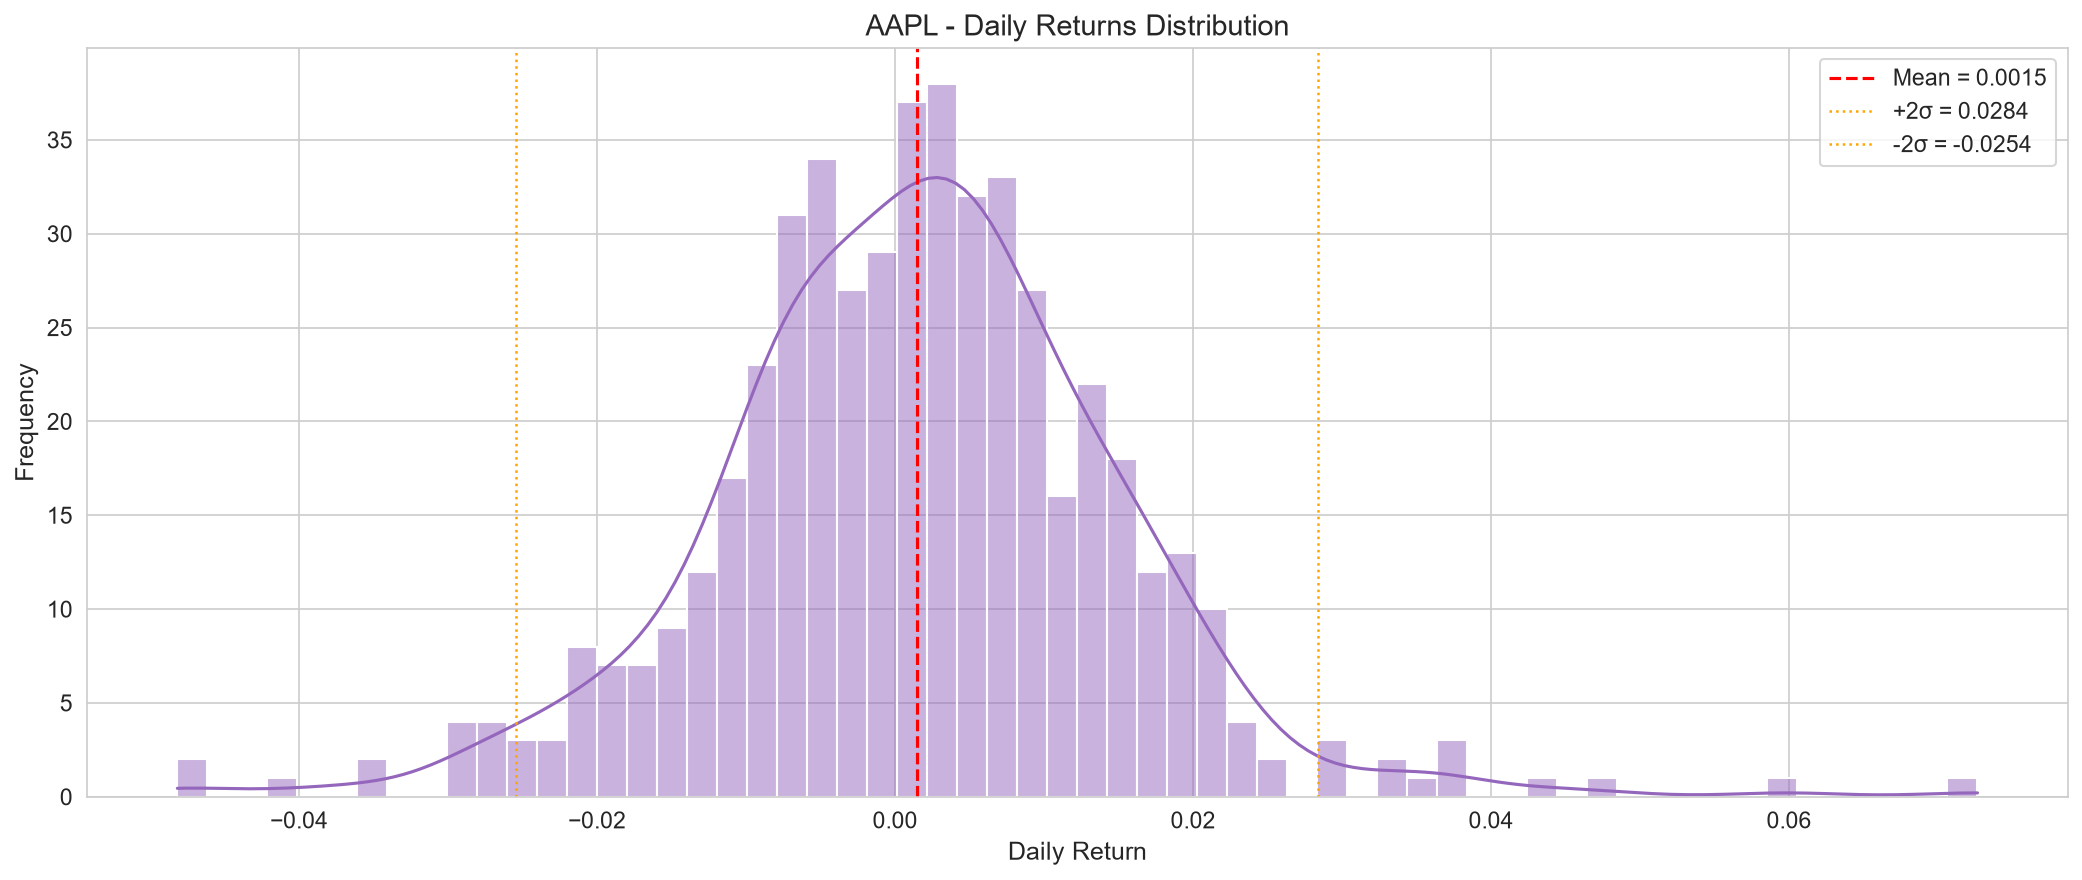 AAPL - Daily Returns Distribution
Mean = 0.0015
+2σ = 0.0284
-2σ = -0.0254
Frequency
35
30
25
20
15
10
5
0
−0.04
−0.02
0.00
0.02
0.04
0.06
Daily Return